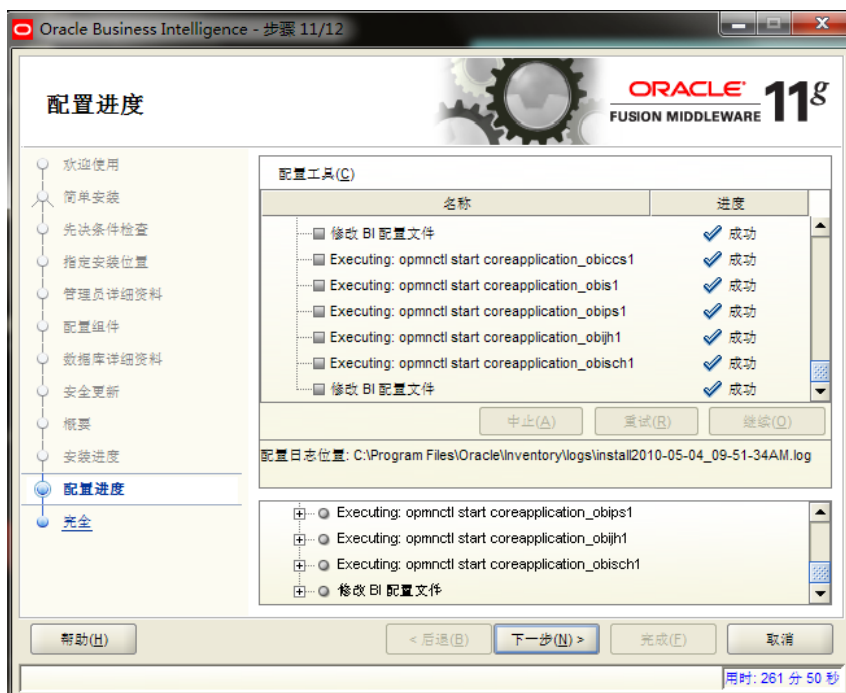 Oracle Business Intelligence - 步骤 11/12
配置进度
ORACLE
FUSION MIDDLEWARE 11g
欢迎使用
简单安装
先决条件检查
指定安装位置
管理员详细资料
配置组件
数据库详细资料
安全更新
概要
安装进度
配置进度
完全
配置工具(C)
名称 进度
修改 BI 配置文件 成功
Executing: opmnctl start coreapplication_obiccs1 成功
Executing: opmnctl start coreapplication_obis1 成功
Executing: opmnctl start coreapplication_obips1 成功
Executing: opmnctl start coreapplication_obijh1 成功
Executing: opmnctl start coreapplication_obisch1 成功
修改 BI 配置文件 成功
中止(A) 重试(R) 继续(O)
配置日志位置: C:\Program Files\Oracle\Inventory\logs\install2010-05-04_09-51-34AM.log
Executing: opmnctl start coreapplication_obips1
Executing: opmnctl start coreapplication_obijh1
Executing: opmnctl start coreapplication_obisch1
修改 BI 配置文件
帮助(H) < 后退(B) 下一步(N) > 完成(F) 取消
用时: 261 分 50 秒